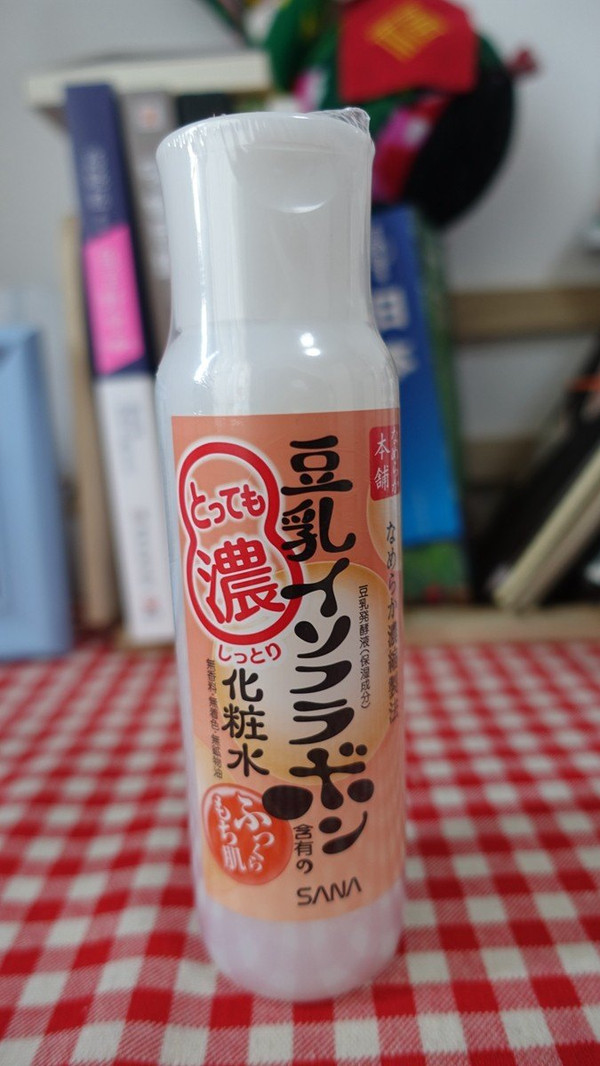 なめらか
本舗
なめらか濃縮製法
豆乳イソフラボン
含有の
豆乳発酵液(保湿成分)
とっても
濃
しっとり
化粧水
無香料・無着色・無鉱物油
ふっくら
もち肌
SANA
日本